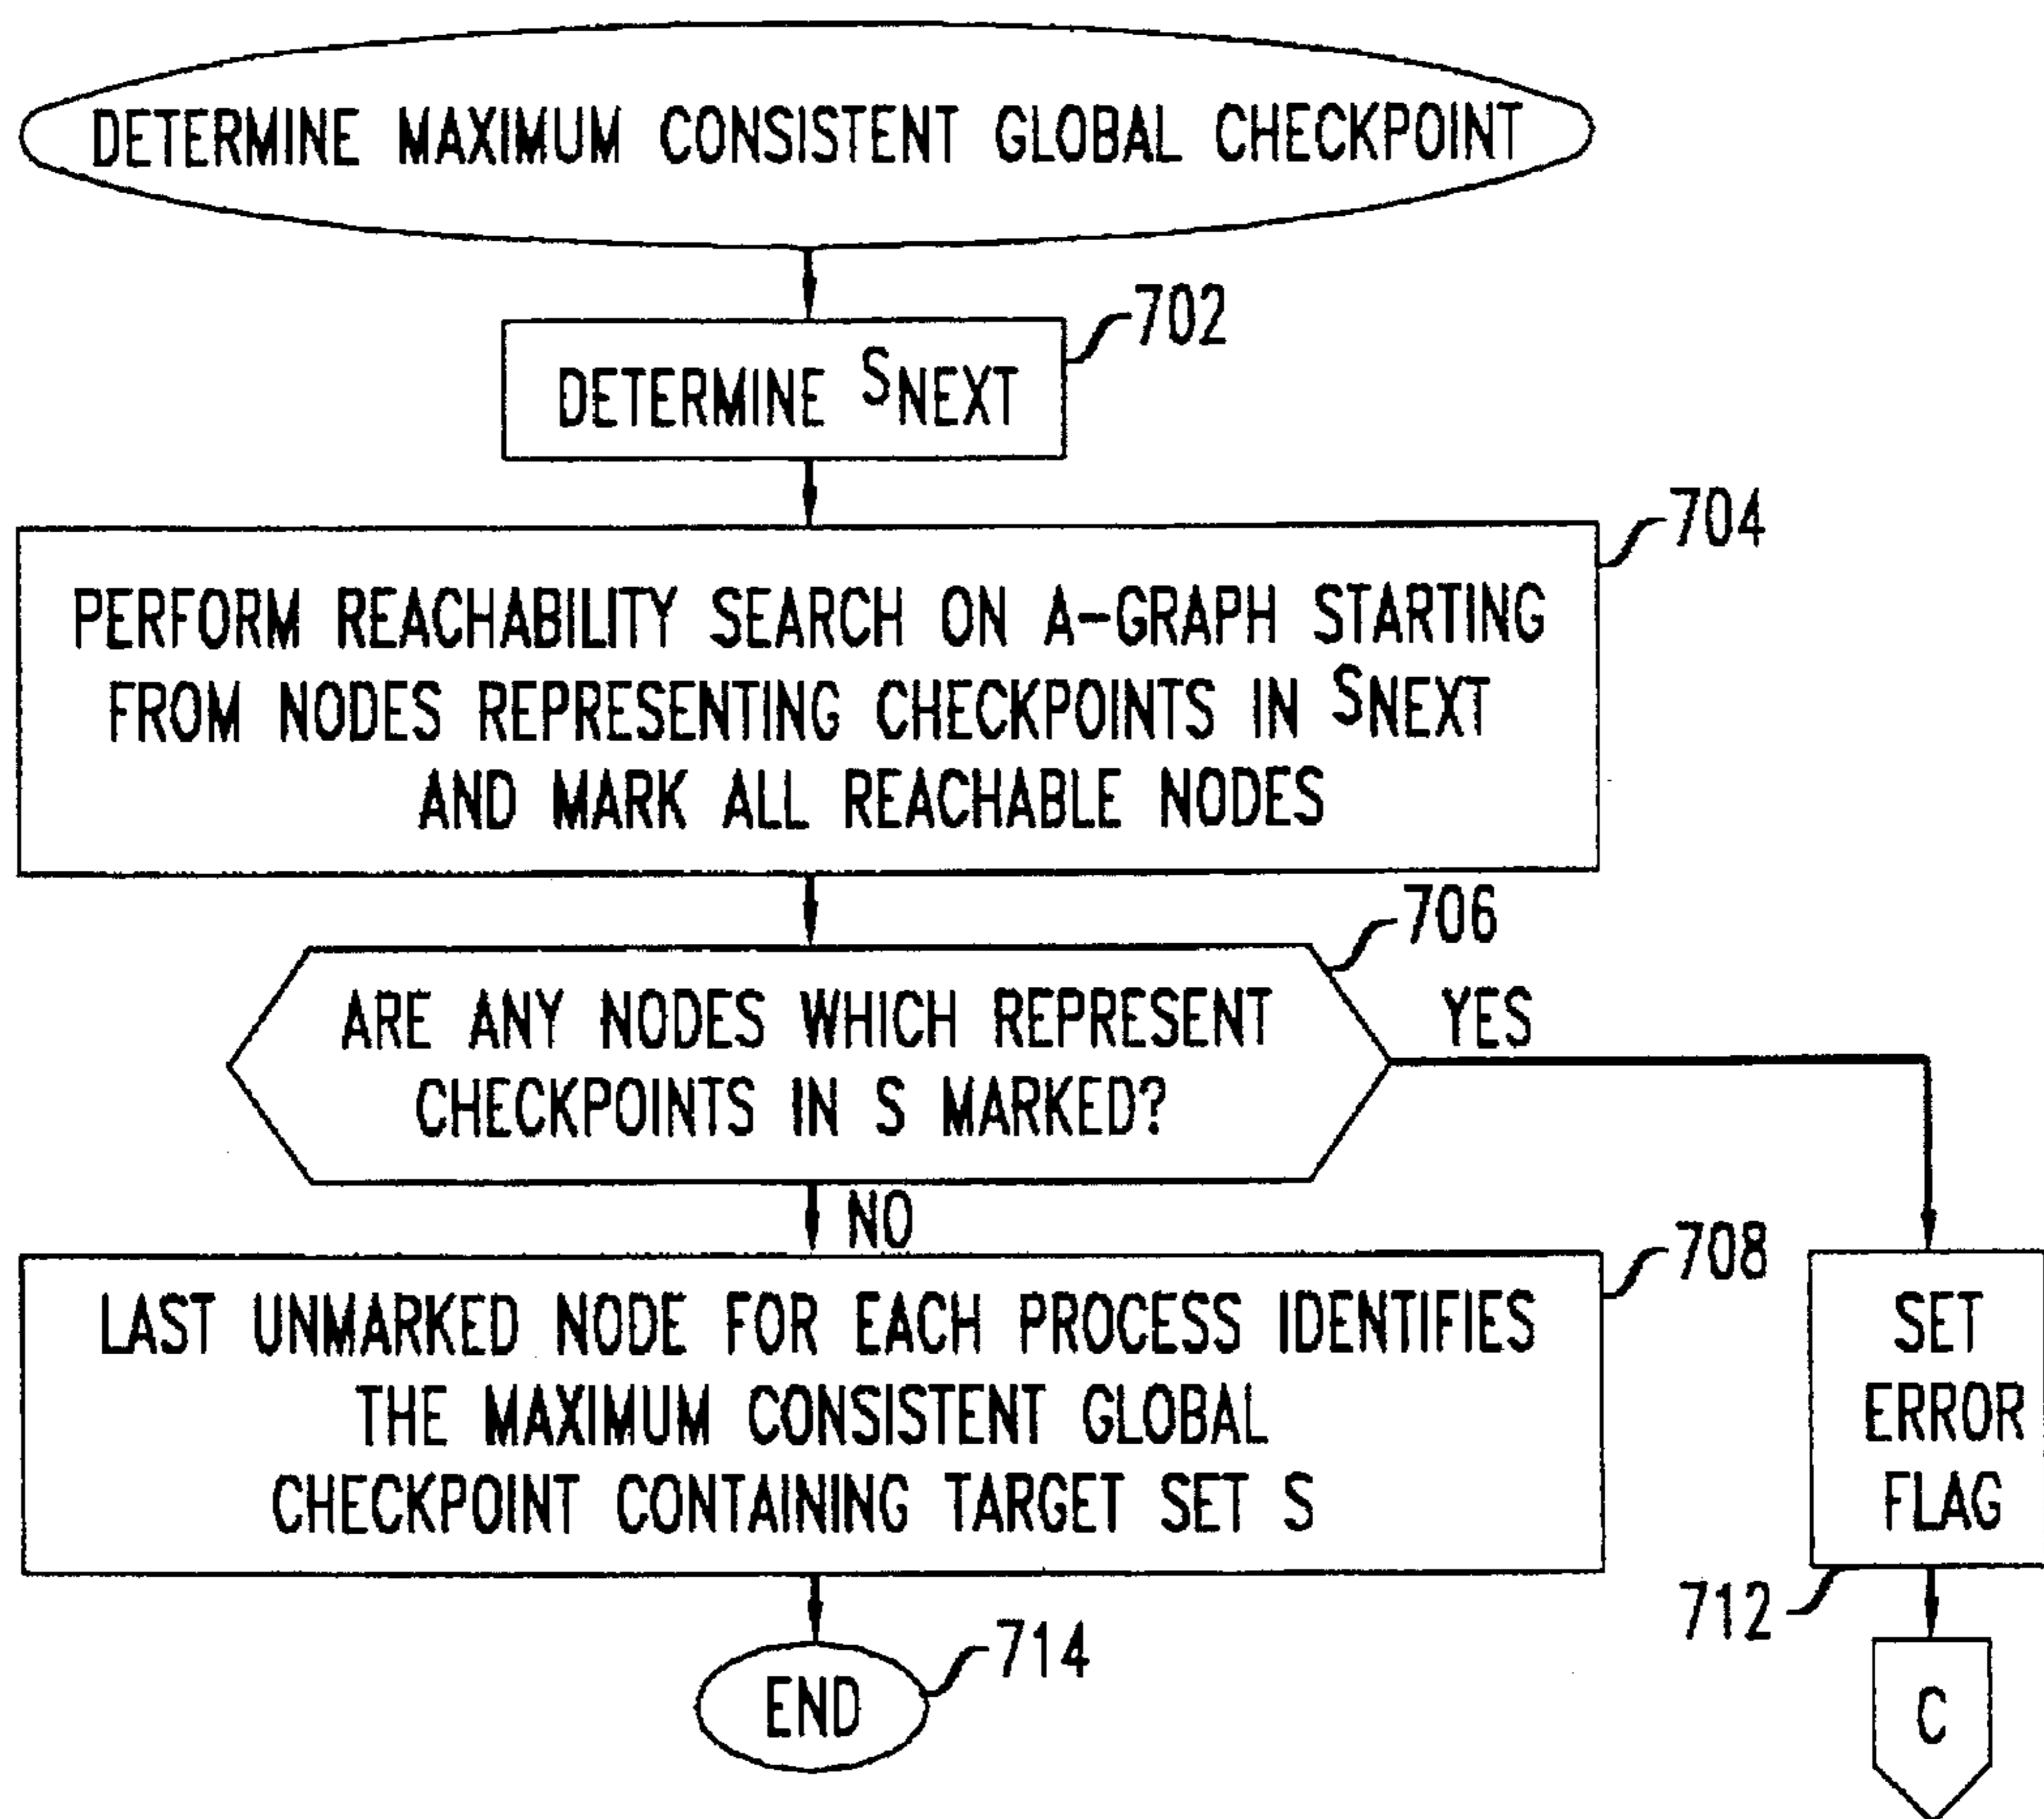 DETERMINE MAXIMUM CONSISTENT GLOBAL CHECKPOINT
702
DETERMINE SNEXT
704
PERFORM REACHABILITY SEARCH ON A-GRAPH STARTING
FROM NODES REPRESENTING CHECKPOINTS IN SNEXT
AND MARK ALL REACHABLE NODES
706
ARE ANY NODES WHICH REPRESENT
CHECKPOINTS IN S MARKED?
YES
NO
708
LAST UNMARKED NODE FOR EACH PROCESS IDENTIFIES
THE MAXIMUM CONSISTENT GLOBAL
CHECKPOINT CONTAINING TARGET SET S
SET
ERROR
FLAG
712
714
END
C